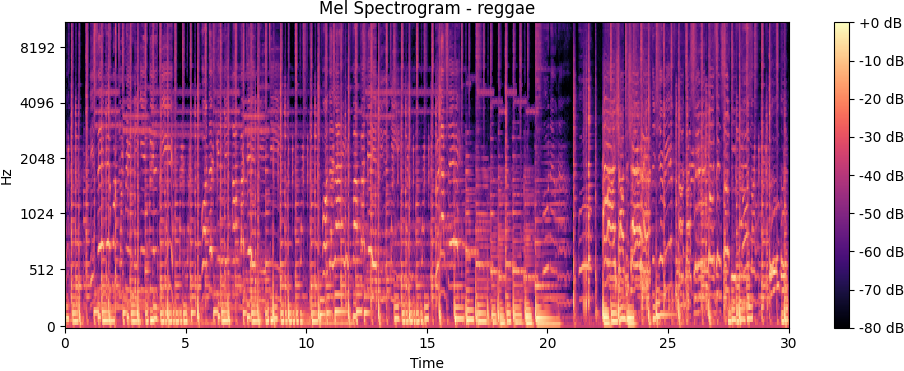 Mel Spectrogram - reggae
Hz
8192
4096
2048
1024
512
0
0 5 10 15 20 25 30
Time
+0 dB
-10 dB
-20 dB
-30 dB
-40 dB
-50 dB
-60 dB
-70 dB
-80 dB